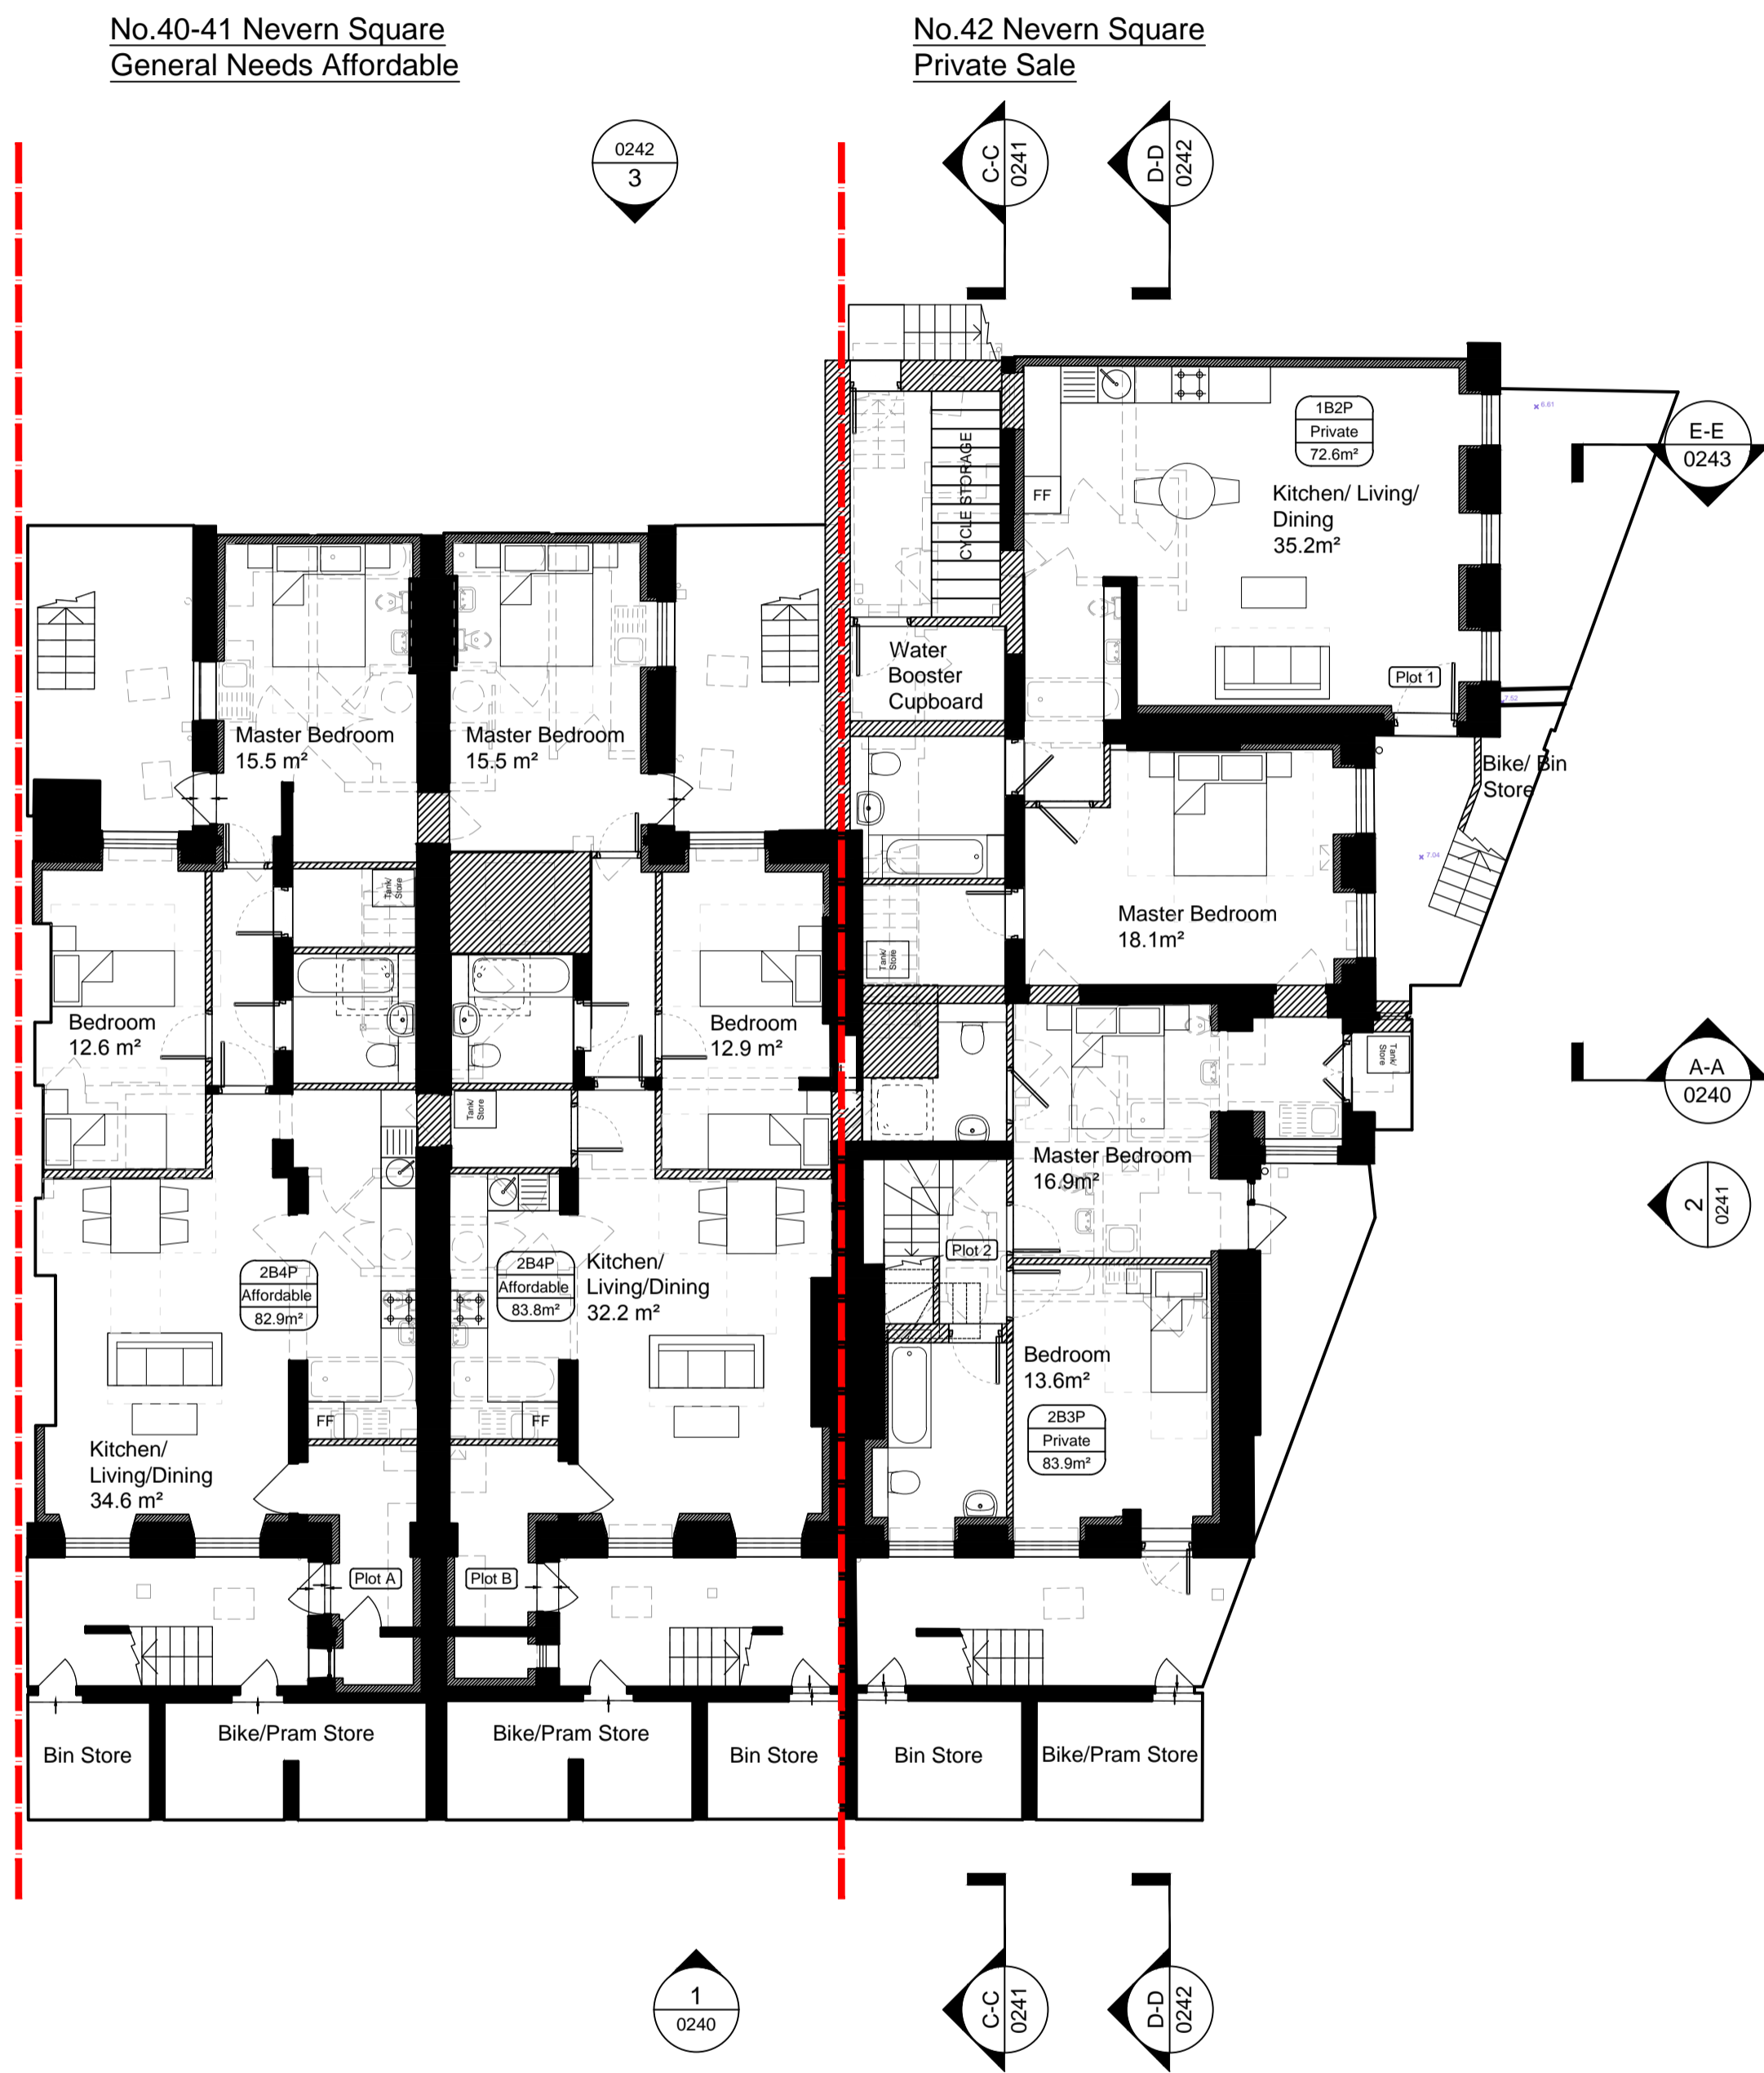 No.40-41 Nevern Square
General Needs Affordable
No.42 Nevern Square
Private Sale
0242
3
C-C
0241
D-D
0242
1B2P
Private
72.6m²
Kitchen/ Living/
Dining
35.2m²
FF
CYCLE STORAGE
6.61
E-E
0243
Water
Booster
Cupboard
Plot 1
7.52
Master Bedroom
15.5 m²
Master Bedroom
15.5 m²
Bike/ Bin
Store
7.04
Tank/
Store
Master Bedroom
18.1m²
Tank/
Store
Bedroom
12.6 m²
Bedroom
12.9 m²
Tank/
Store
A-A
0240
Tank/
Store
Master Bedroom
16.9m²
2
0241
Plot 2
2B4P
Affordable
82.9m²
2B4P
Affordable
83.8m²
Kitchen/
Living/Dining
32.2 m²
Bedroom
13.6m²
2B3P
Private
83.9m²
FF
FF
Kitchen/
Living/Dining
34.6 m²
Plot A
Plot B
Bin Store
Bike/Pram Store
Bike/Pram Store
Bin Store
Bin Store
Bike/Pram Store
1
0240
C-C
0241
D-D
0242